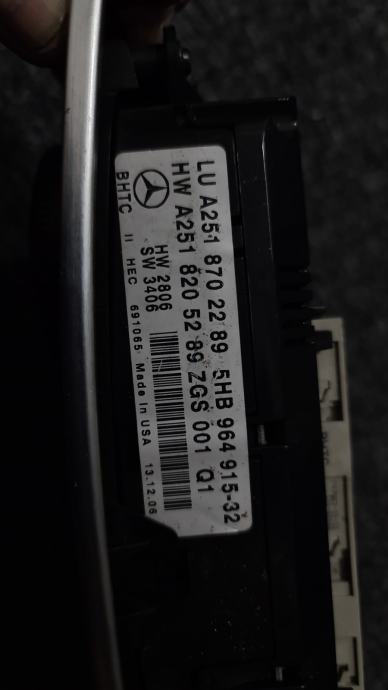 LU A251 870 22 89 5HB 964 915-32
HW A251 820 52 89 ZGS 001 Q1
HW 2806
SW 3406
BHTC II HEC 691065 Made In USA 13.12.06